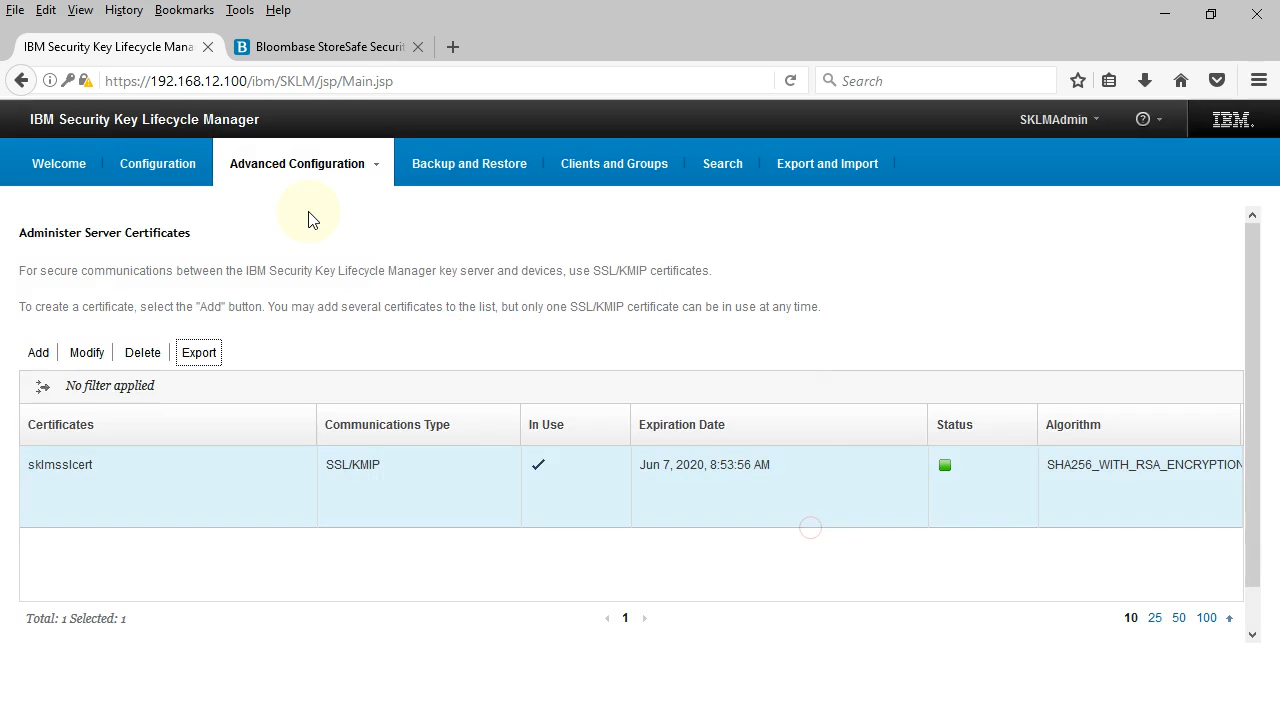 File Edit View History Bookmarks Tools Help
IBM Security Key Lifecycle Mana
B Bloombase StoreSafe Securit
https://192.168.12.100/ibm/SKLM/jsp/Main.jsp
Search
IBM Security Key Lifecycle Manager
SKLMAdmin
IBM
Welcome Configuration Advanced Configuration Backup and Restore Clients and Groups Search Export and Import
Administer Server Certificates
For secure communications between the IBM Security Key Lifecycle Manager key server and devices, use SSL/KMIP certificates.
To create a certificate, select the "Add" button. You may add several certificates to the list, but only one SSL/KMIP certificate can be in use at any time.
Add Modify Delete Export
No filter applied
Certificates Communications Type In Use Expiration Date Status Algorithm
sklmsslcert SSL/KMIP Jun 7, 2020, 8:53:56 AM SHA256_WITH_RSA_ENCRYPTION
Total: 1 Selected: 1
1
10 25 50 100